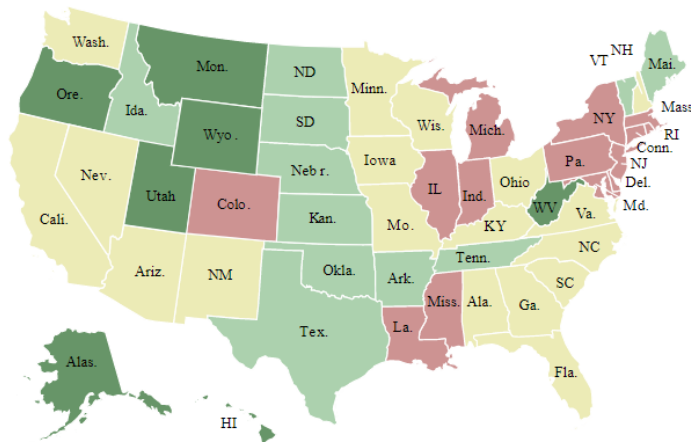 Wash.
Mon.
ND
Minn.
VT
NH
Mai.
Ore.
Ida.
Wyo .
SD
Wis.
Mich.
NY
Mass
RI
Conn.
NJ
Del.
Md.
Nev.
Utah
Colo.
Neb r.
Iowa
IL
Ind.
Ohio
Pa.
Cali.
Kan.
Mo.
KY
WV
Va.
Ariz.
NM
Okla.
Ark.
Tenn.
NC
SC
Tex.
La.
Miss.
Ala.
Ga.
Fla.
Alas.
HI